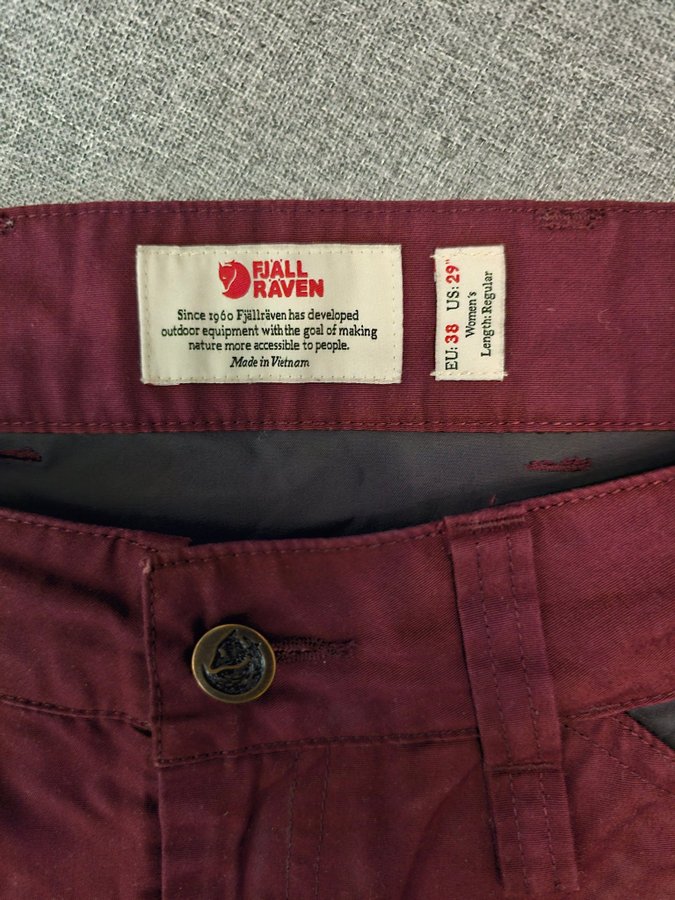 FJÄLL
RÄVEN
Since 1960 Fjällräven has developed
outdoor equipment with the goal of making
nature more accessible to people.
Made in Vietnam
EU: 38 US: 29"
Women's
Length: Regular